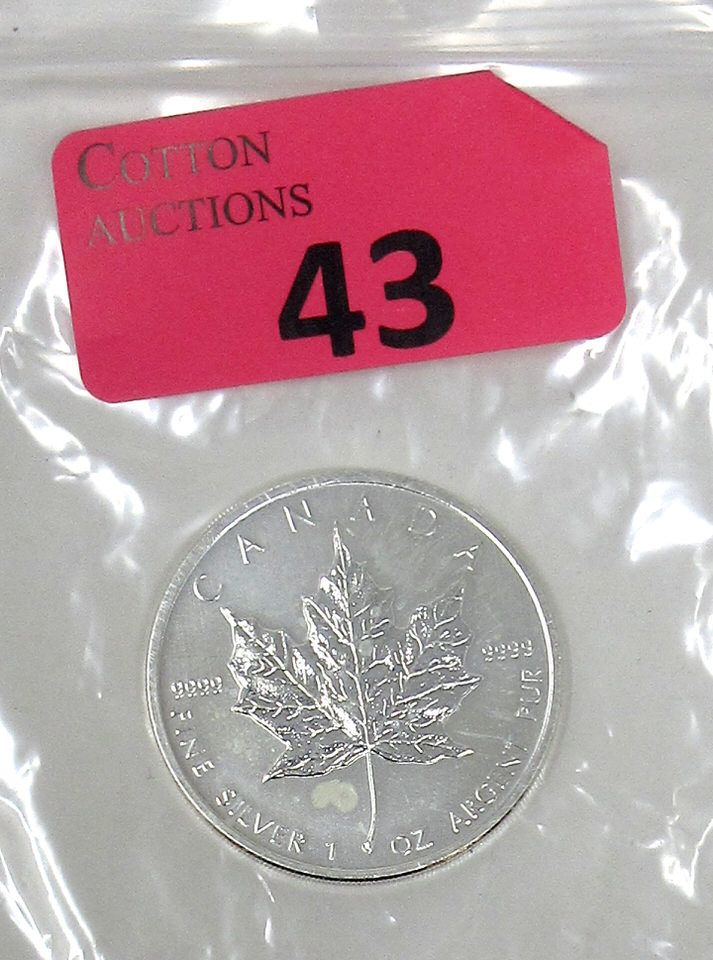 COTTON
AUCTIONS
43
CANADA
9999
9999
FINE SILVER 1 OZ ARGENT PUR